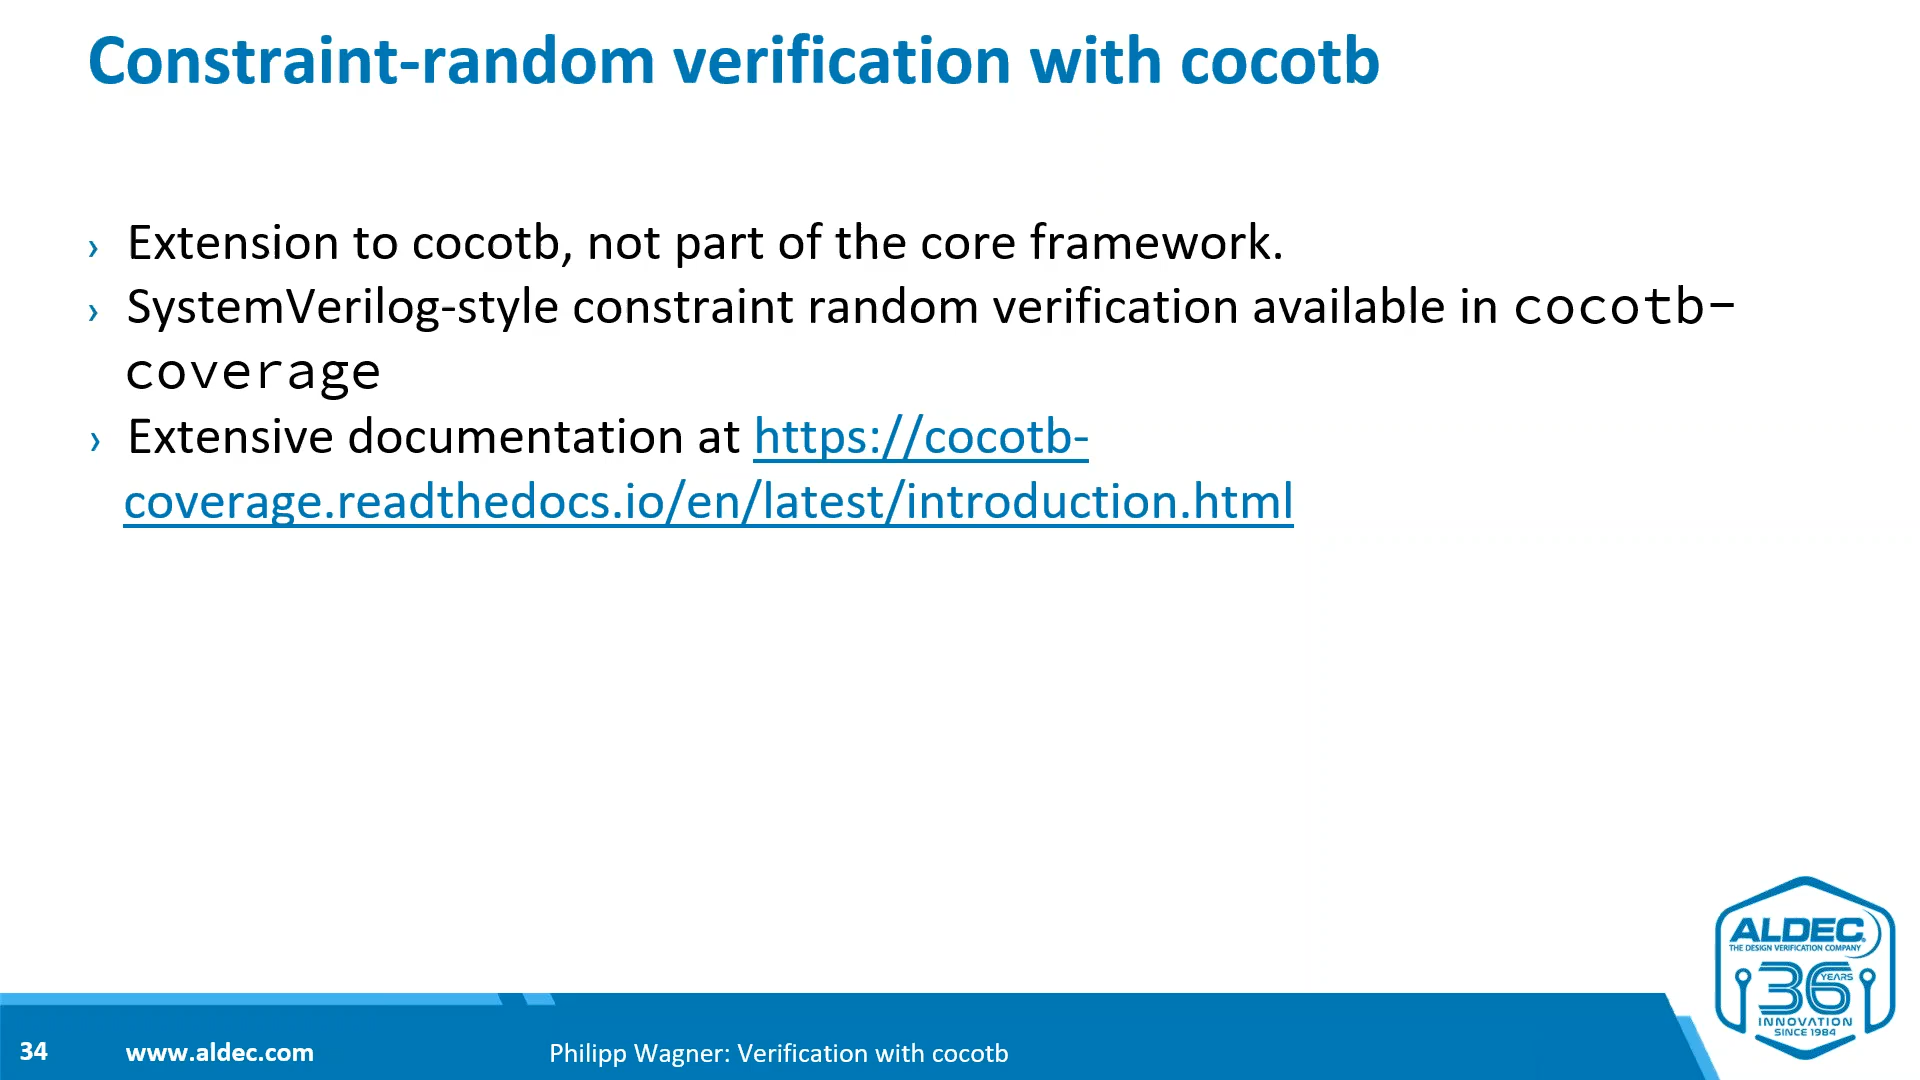 Constraint-random verification with cocotb
› Extension to cocotb, not part of the core framework.
› SystemVerilog-style constraint random verification available in cocotb-
coverage
› Extensive documentation at https://cocotb-
coverage.readthedocs.io/en/latest/introduction.html
ALDEC
THE DESIGN VERIFICATION COMPANY
36 YEARS
INNOVATION
SINCE 1984
34 www.aldec.com Philipp Wagner: Verification with cocotb